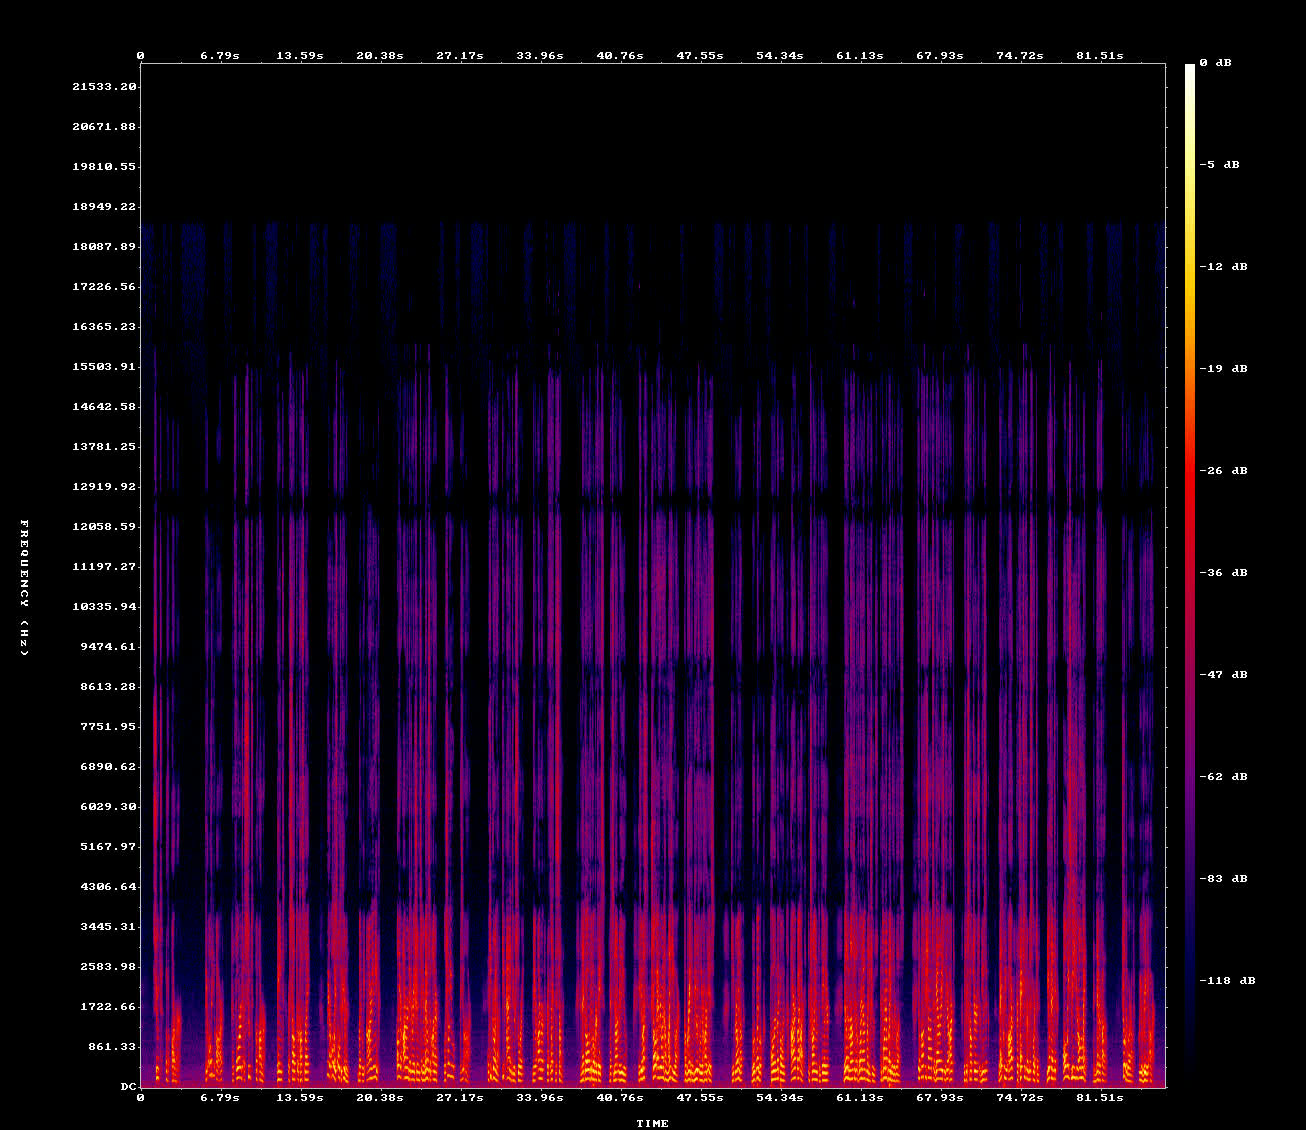 0 6.79s 13.59s 20.38s 27.17s 33.96s 40.76s 47.55s 54.34s 61.13s 67.93s 74.72s 81.51s
0 dB
21533.20
20671.88
19810.55
-5 dB
18949.22
18087.89
-12 dB
17226.56
16365.23
15503.91
-19 dB
14642.58
13781.25
-26 dB
12919.92
12058.59
11197.27
-36 dB
10335.94
FREQUENCY (Hz)
9474.61
8613.28
-47 dB
7751.95
6890.62
-62 dB
6029.30
5167.97
4306.64
-83 dB
3445.31
2583.98
-118 dB
1722.66
861.33
DC
0 6.79s 13.59s 20.38s 27.17s 33.96s 40.76s 47.55s 54.34s 61.13s 67.93s 74.72s 81.51s
TIME